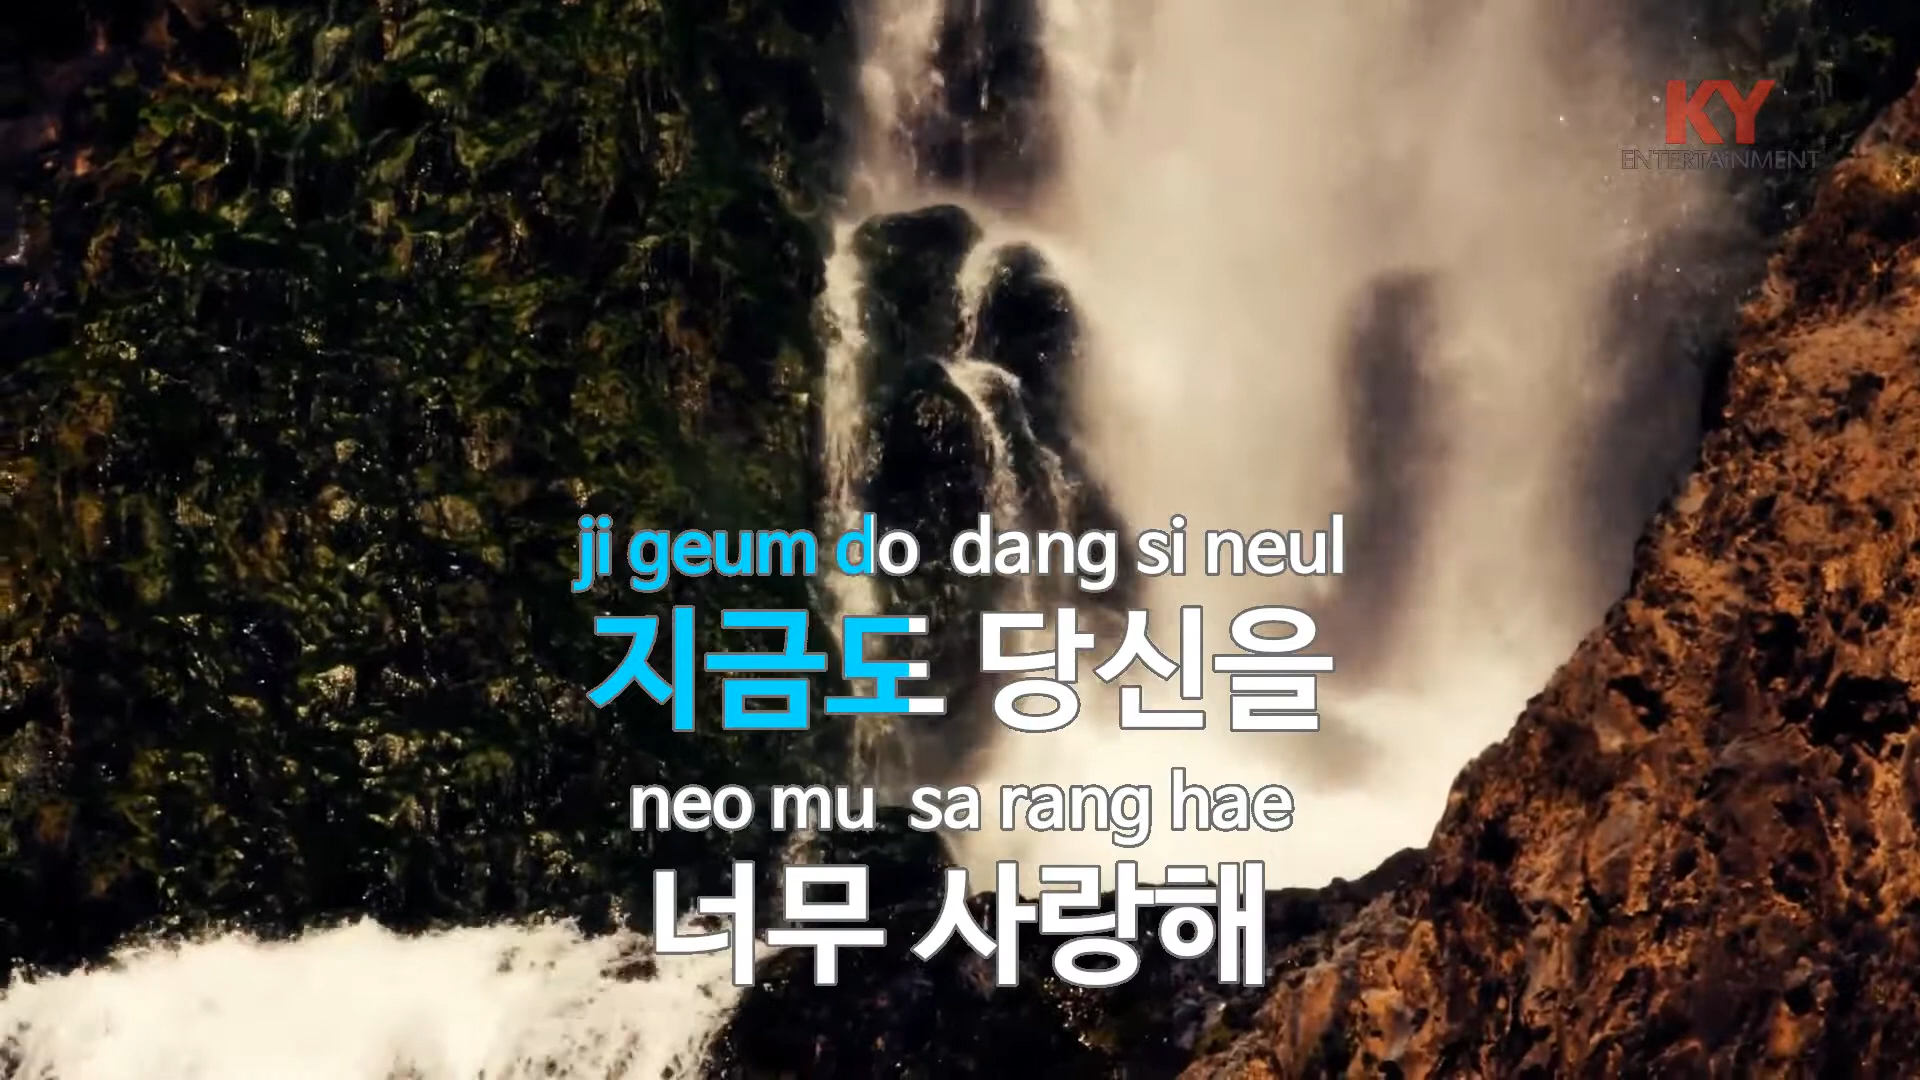 KY
ENTERTAiNMENT
ji geum do dang si neul
지금도 당신을
neo mu sa rang hae
너무 사랑해